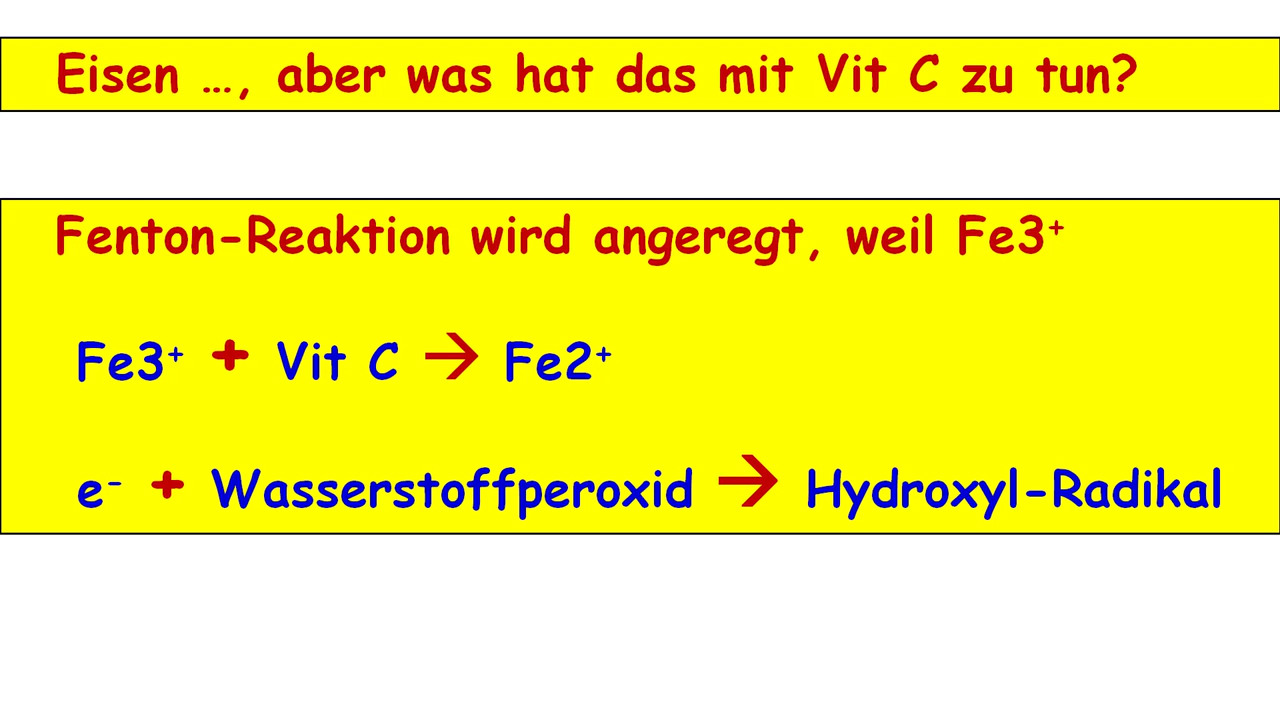 Eisen …, aber was hat das mit Vit C zu tun?
Fenton-Reaktion wird angeregt, weil Fe3⁺
Fe3⁺ + Vit C → Fe2⁺
e⁻ + Wasserstoffperoxid → Hydroxyl-Radikal